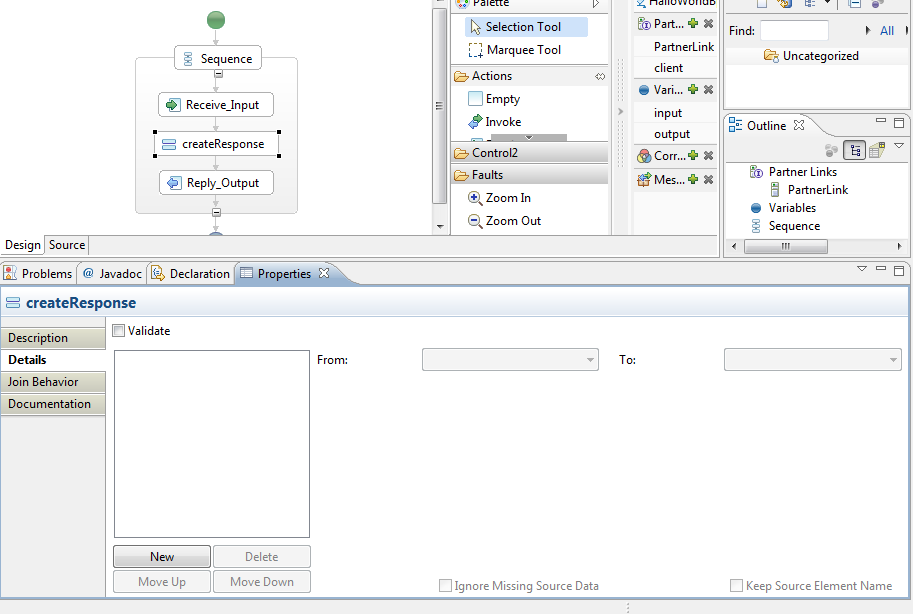 Palette
Selection Tool
Marquee Tool
Actions
Empty
Invoke
Control2
Faults
Zoom In
Zoom Out
Sequence
Receive_Input
createResponse
Reply_Output
HalloWorldB
Part...
PartnerLink
client
Vari...
input
output
Corr...
Mes...
Find:
All
Uncategorized
Outline
Partner Links
PartnerLink
Variables
Sequence
Design Source
Problems Javadoc Declaration Properties
createResponse
Description
Details
Join Behavior
Documentation
Validate
From: To:
New Delete
Move Up Move Down
Ignore Missing Source Data Keep Source Element Name